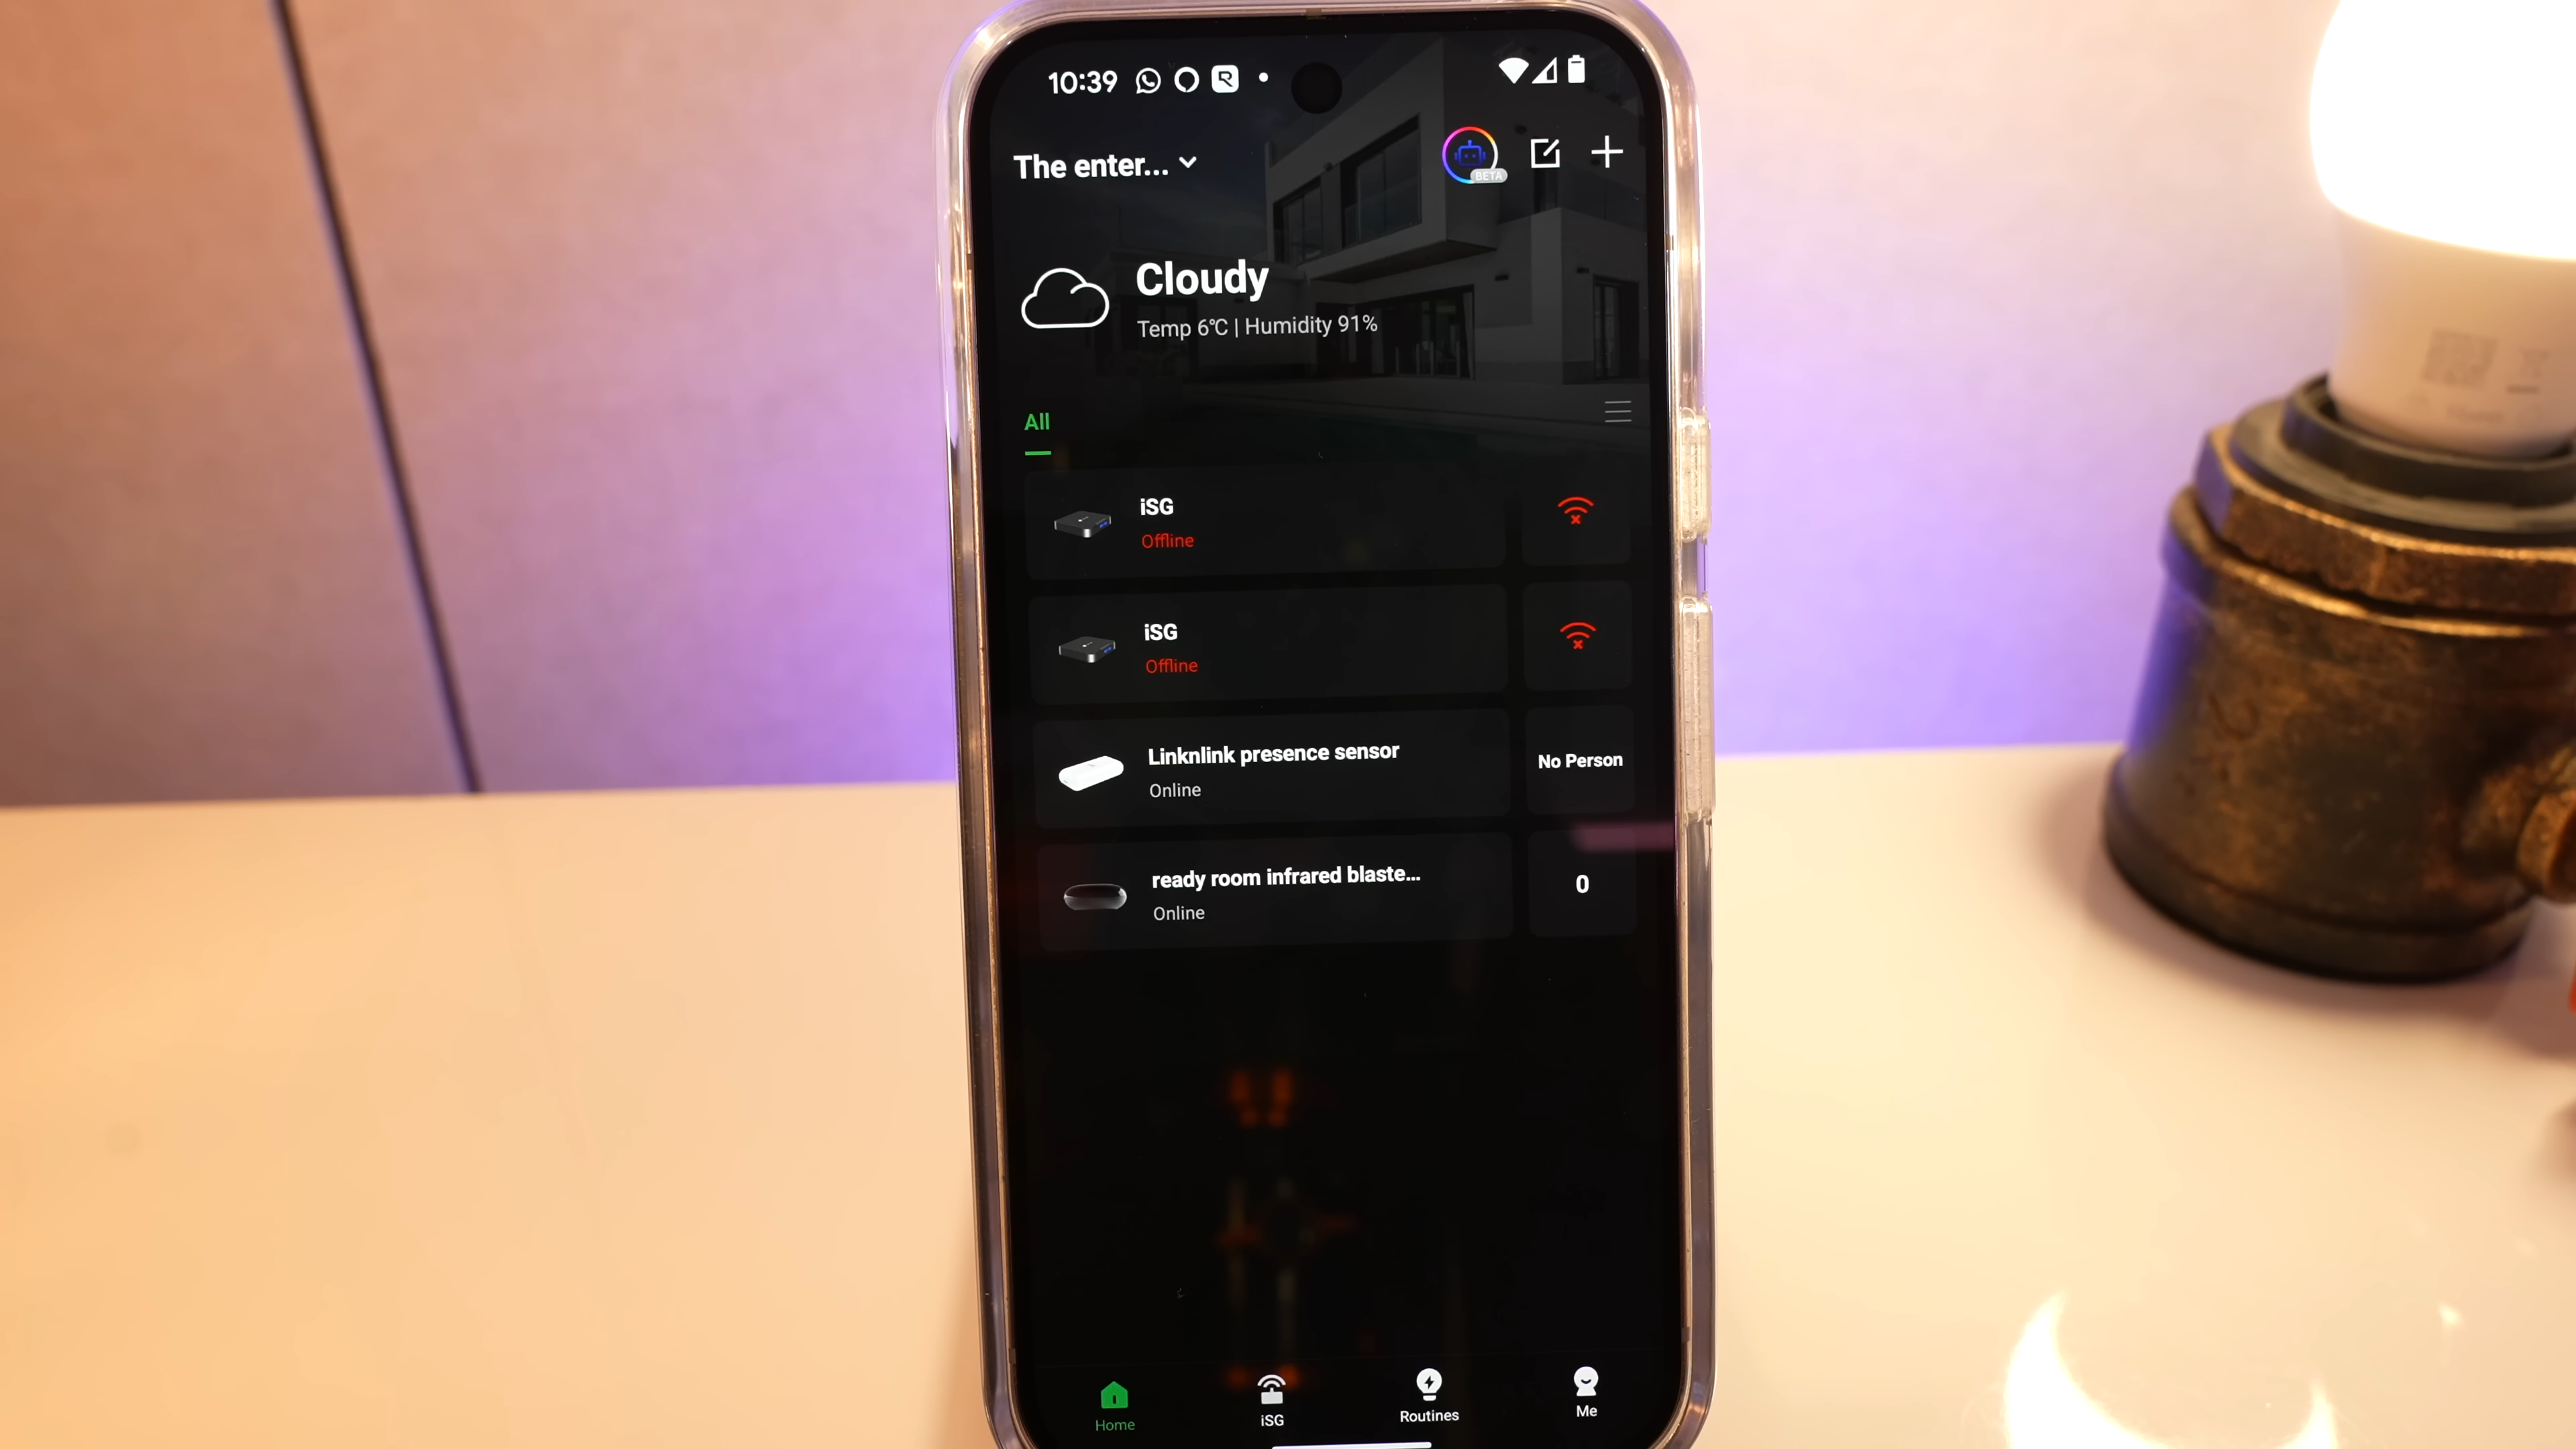 10:39
The enter...
BETA
Cloudy
Temp 6°C | Humidity 91%
All
iSG
Offline
iSG
Offline
Linknlink presence sensor
Online
No Person
ready room infrared blaste...
Online
0
Home
iSG
Routines
Me